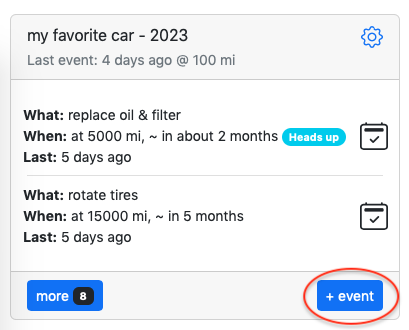 my favorite car - 2023
Last event: 4 days ago @ 100 mi
What: replace oil & filter
When: at 5000 mi, ~ in about 2 months Heads up
Last: 5 days ago
What: rotate tires
When: at 15000 mi, ~ in 5 months
Last: 5 days ago
more 8 + event